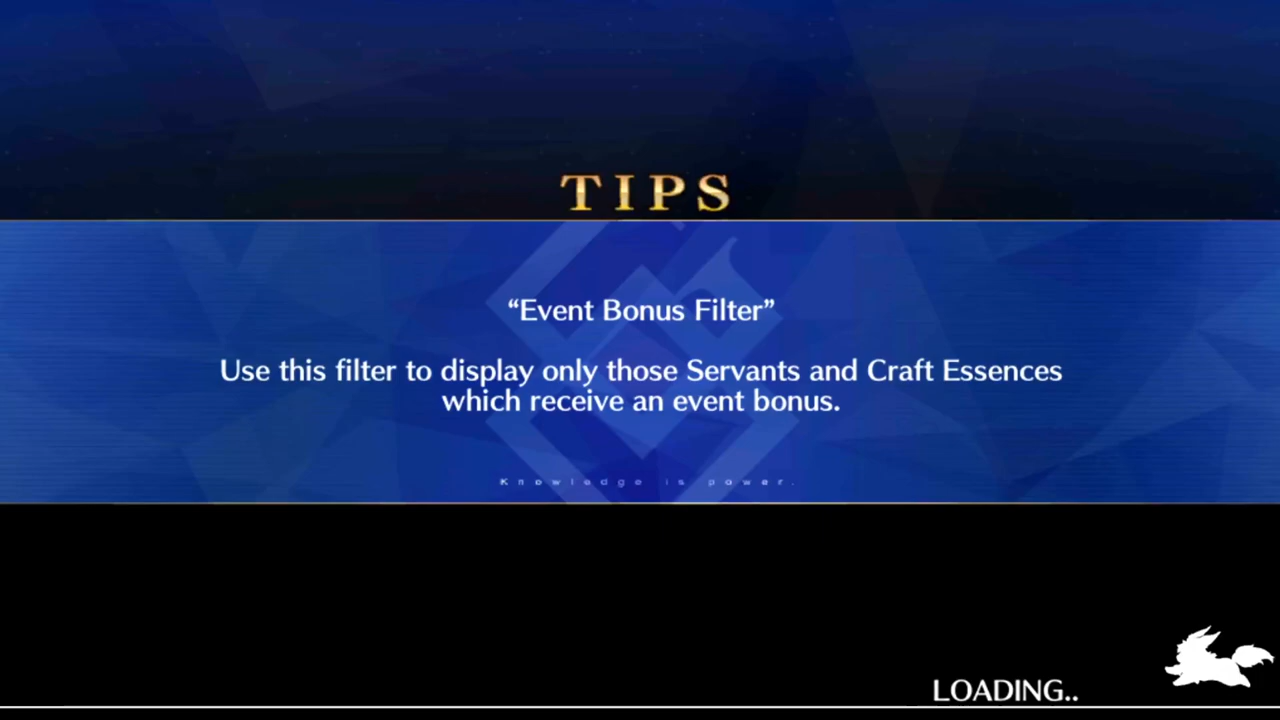 TIPS
“Event Bonus Filter”
Use this filter to display only those Servants and Craft Essences
which receive an event bonus.
Knowledge is power.
LOADING..